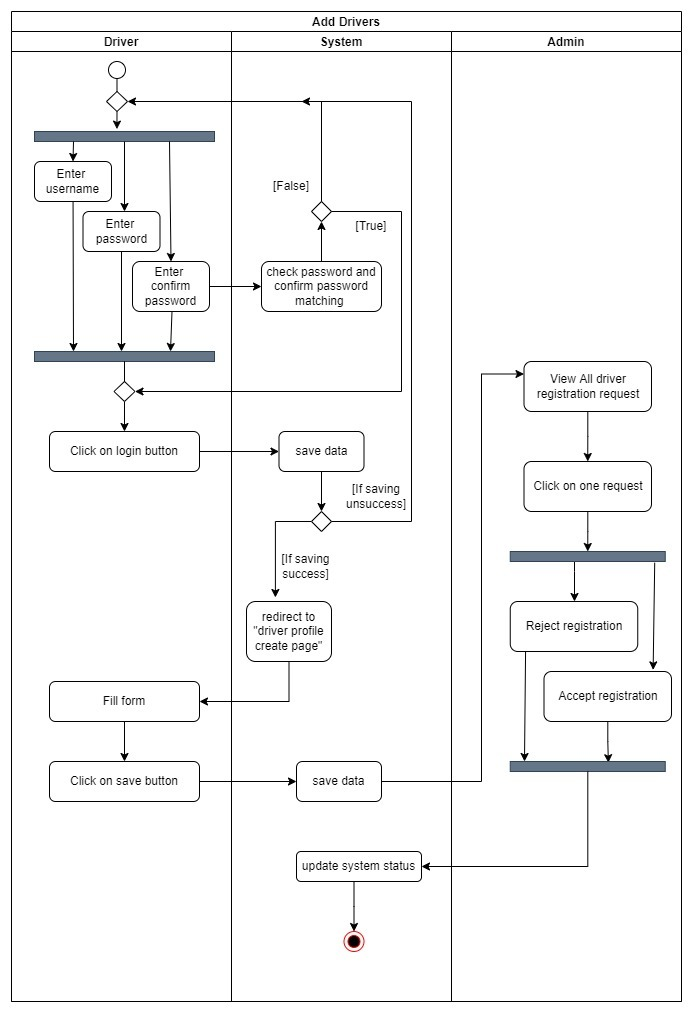 Add Drivers
Driver
System
Admin
Enter
username
Enter
password
Enter
confirm
password
[False]
[True]
check password and
confirm password
matching
View All driver
registration request
Click on login button
save data
Click on one request
[If saving
unsuccess]
[If saving
success]
redirect to
"driver profile
create page"
Reject registration
Accept registration
Fill form
Click on save button
save data
update system status